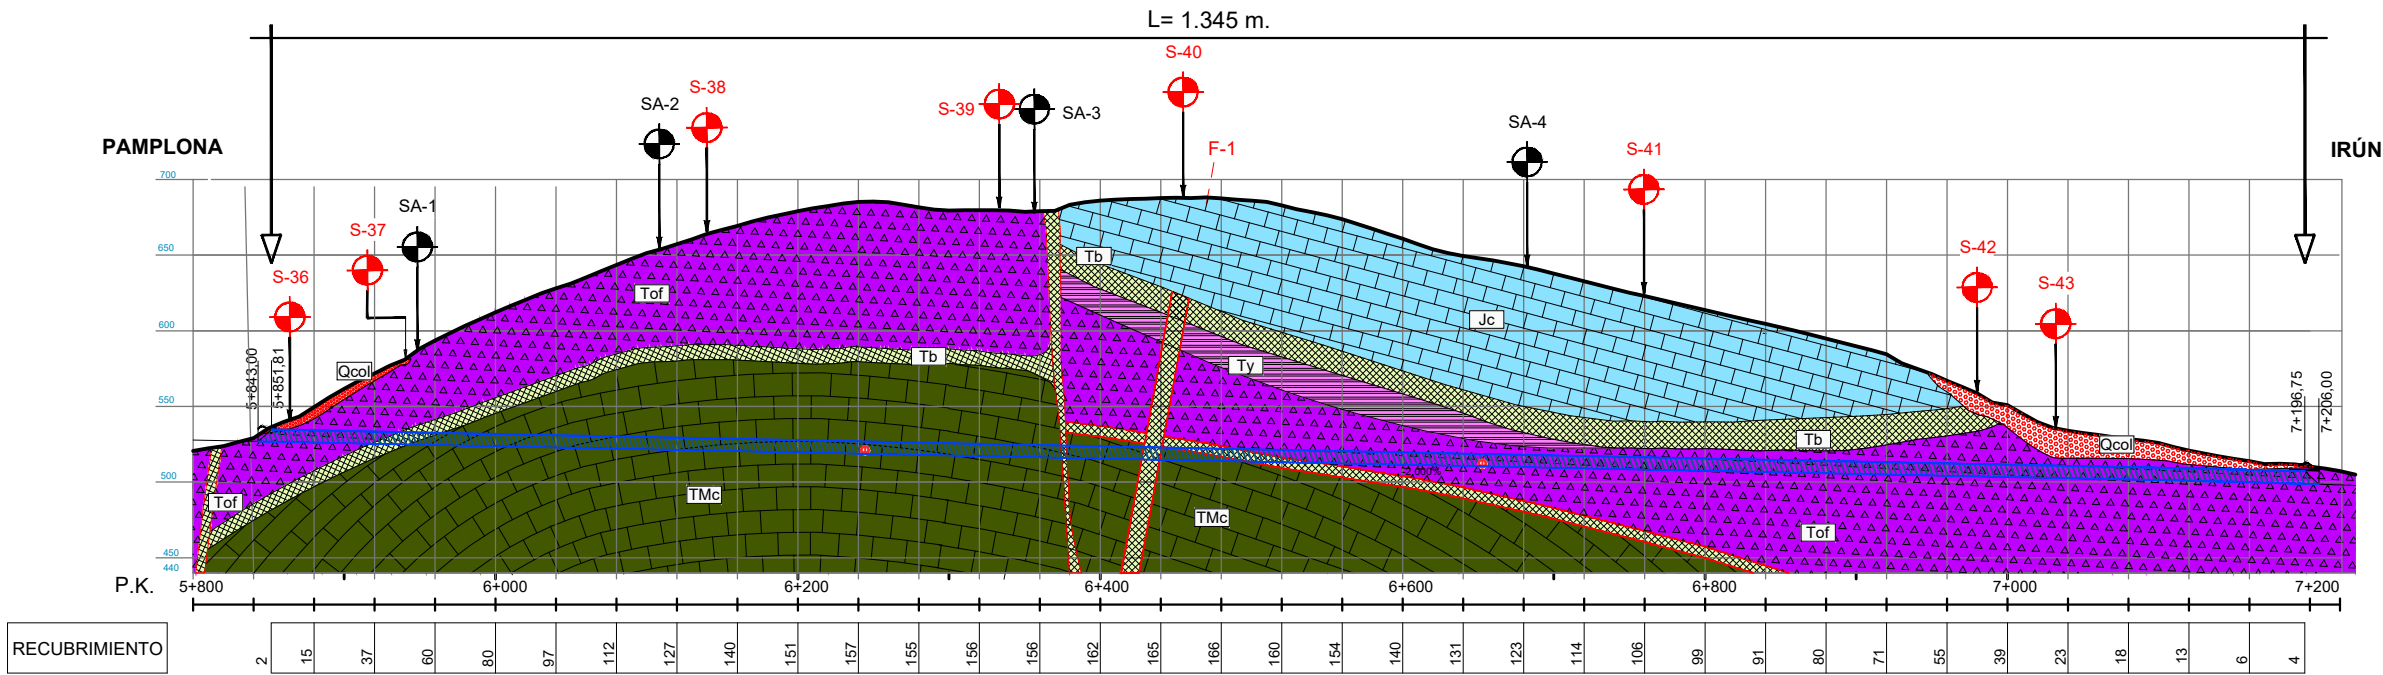 L= 1.345 m.
S-40
S-38
SA-2
S-39
SA-3
SA-4
F-1
S-41
PAMPLONA
IRÚN
700
SA-1
S-37
S-42
650
S-36
Tb
S-43
Tof
600
Jc
5+843,00
5+851,81
Qcol
Tb
Ty
7+196,75
7+206,00
550
Tb
Qcol
500
Tof
TMc
TMc
Tof
450
440
P.K.
5+800
6+000
6+200
6+400
6+600
6+800
7+000
7+200
RECUBRIMIENTO
2
15
37
60
80
97
112
127
140
151
157
155
156
156
162
165
166
160
154
140
131
123
114
106
99
91
80
71
55
39
23
18
13
6
4